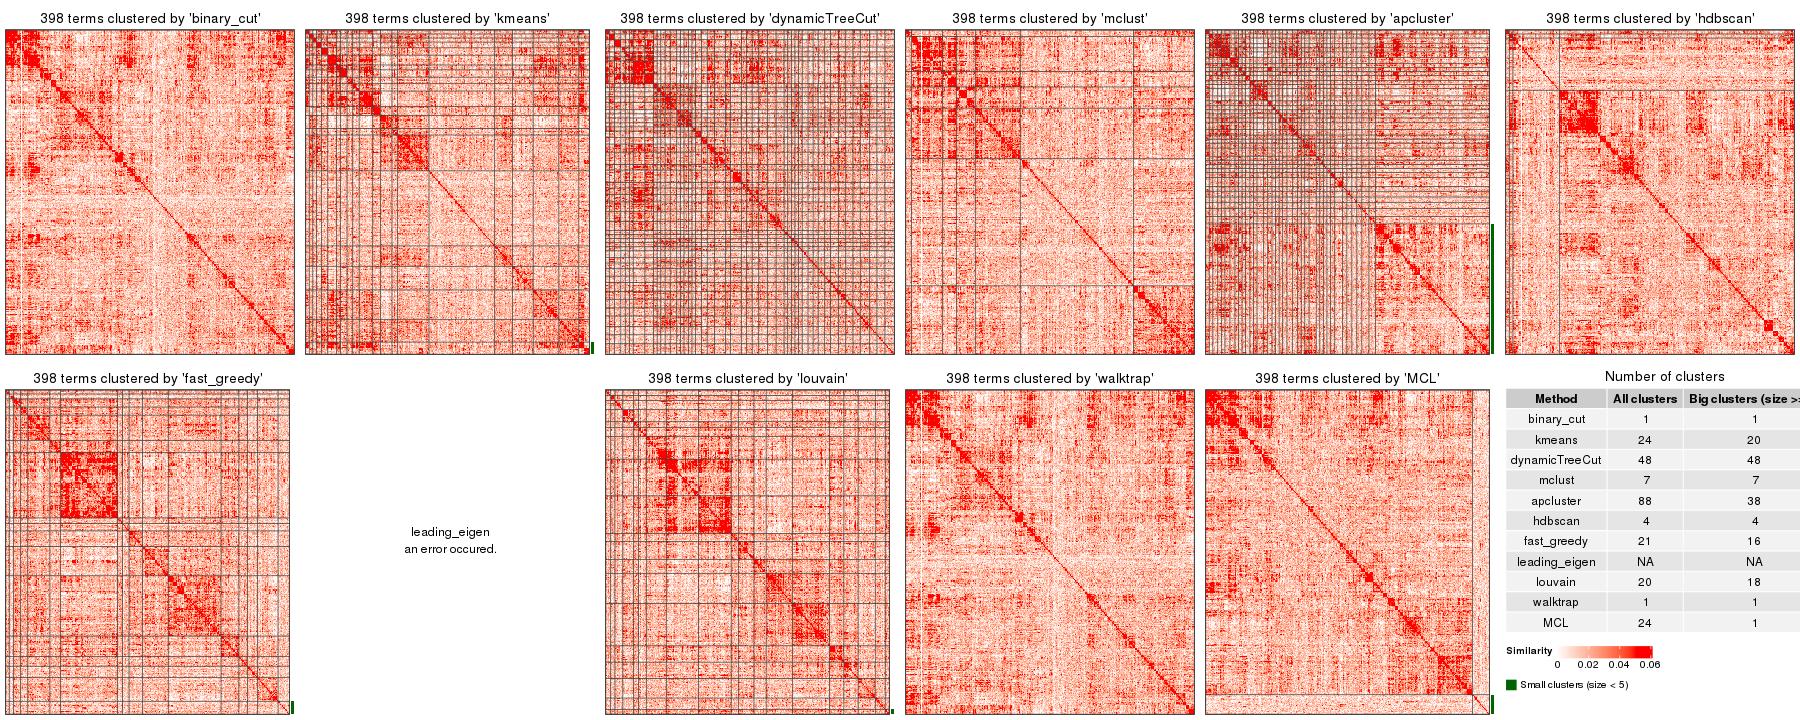 398 terms clustered by 'binary_cut'
398 terms clustered by 'kmeans'
398 terms clustered by 'dynamicTreeCut'
398 terms clustered by 'mclust'
398 terms clustered by 'apcluster'
398 terms clustered by 'hdbscan'
398 terms clustered by 'fast_greedy'
leading_eigen
an error occured.
398 terms clustered by 'louvain'
398 terms clustered by 'walktrap'
398 terms clustered by 'MCL'
Number of clusters
Method All clusters Big clusters (size >=
binary_cut 1 1
kmeans 24 20
dynamicTreeCut 48 48
mclust 7 7
apcluster 88 38
hdbscan 4 4
fast_greedy 21 16
leading_eigen NA NA
louvain 20 18
walktrap 1 1
MCL 24 1
Similarity
0 0.02 0.04 0.06
Small clusters (size < 5)